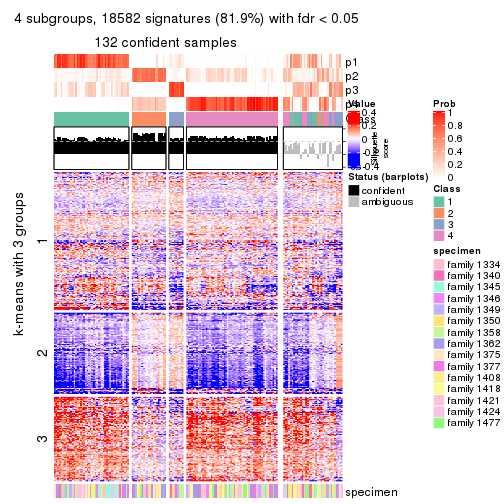 4 subgroups, 18582 signatures (81.9%) with fdr < 0.05
132 confident samples
p1
p2
p3
p4
Class
Value
0.4
0.2
0
-0.2
-0.4
Silhouette
score
Prob
1
0.8
0.6
0.4
0.2
0
Status (barplots)
confident
ambiguous
Class
1
2
3
4
specimen
family 1334
family 1340
family 1345
family 1346
family 1349
family 1350
family 1358
family 1362
family 1375
family 1377
family 1408
family 1418
family 1421
family 1424
family 1477
k-means with 3 groups
1
2
3
specimen